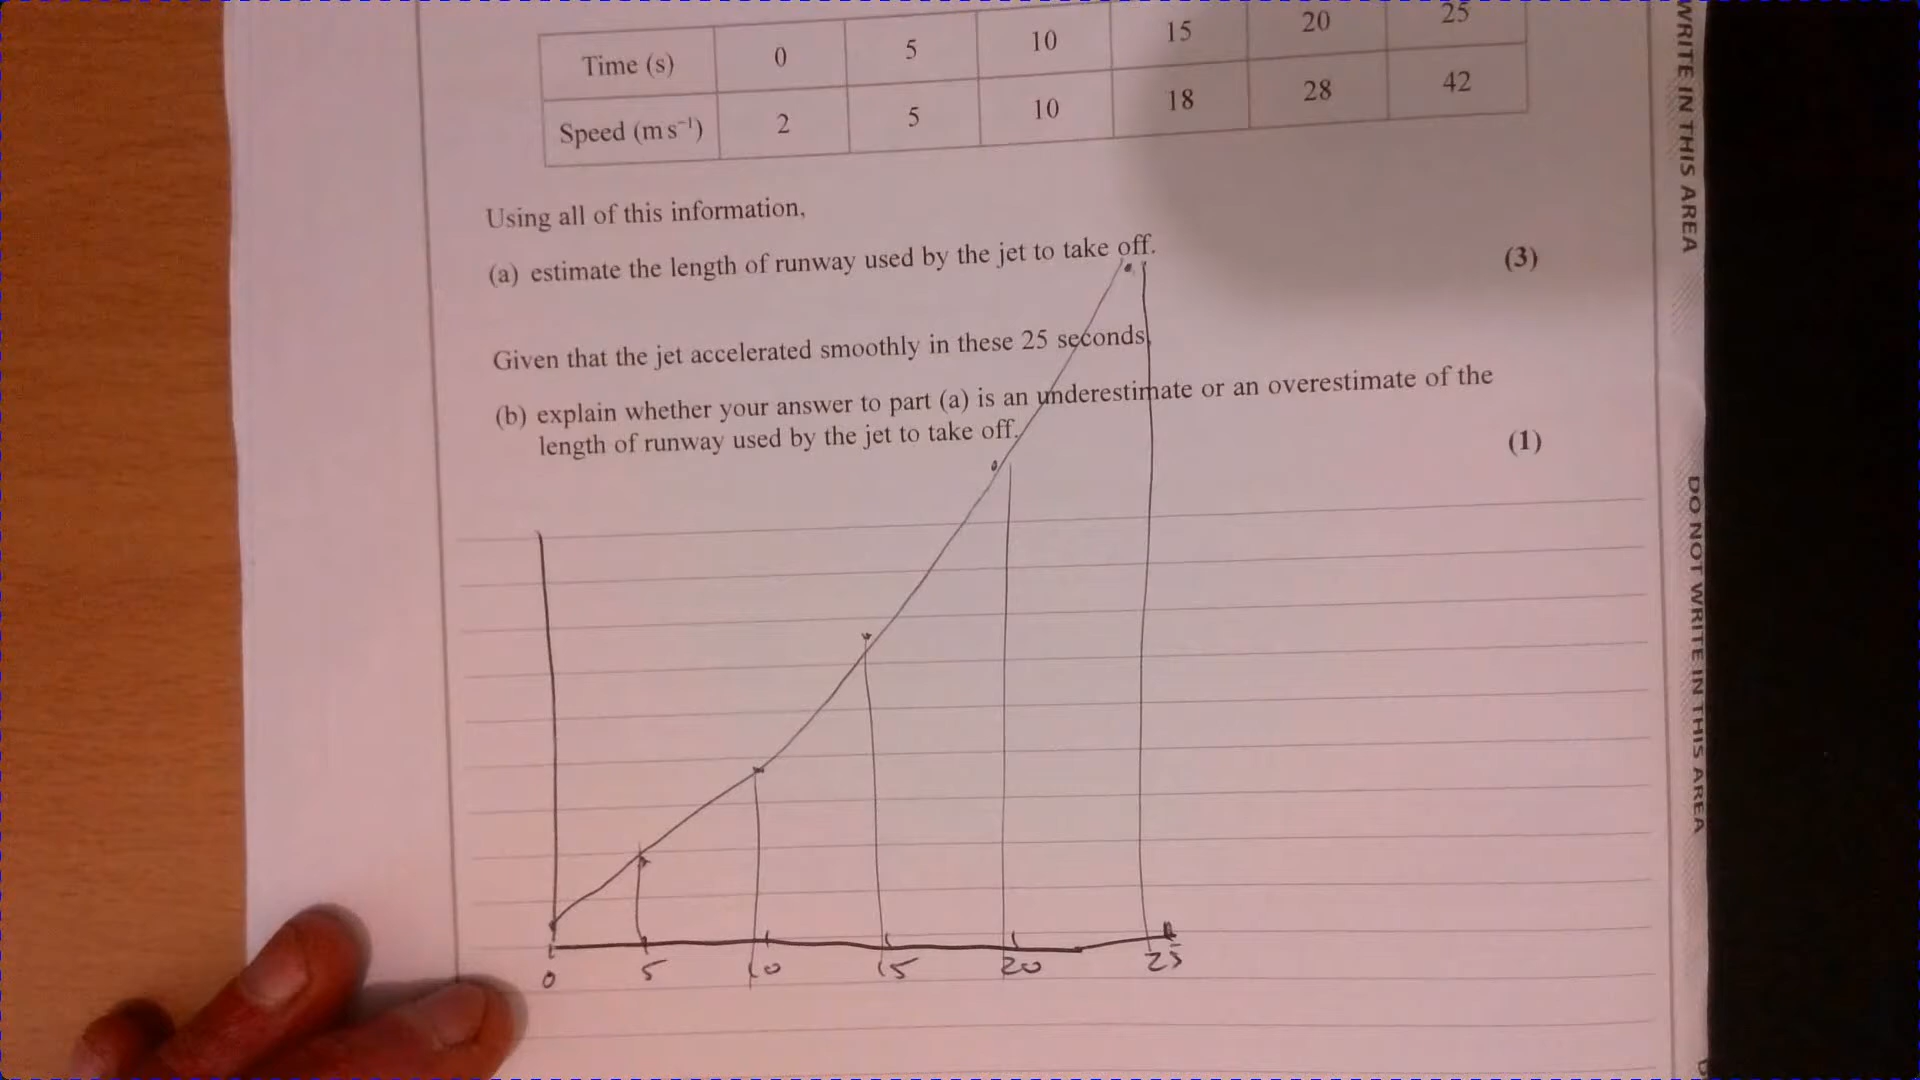 Time (s) 0 5 10 15 20 25
Speed (m s⁻¹) 2 5 10 18 28 42
Using all of this information,
(a) estimate the length of runway used by the jet to take off.
(3)
Given that the jet accelerated smoothly in these 25 seconds,
(b) explain whether your answer to part (a) is an underestimate or an overestimate of the
length of runway used by the jet to take off.
(1)
0 5 10 15 20 25
WRITE IN THIS AREA
DO NOT WRITE IN THIS AREA